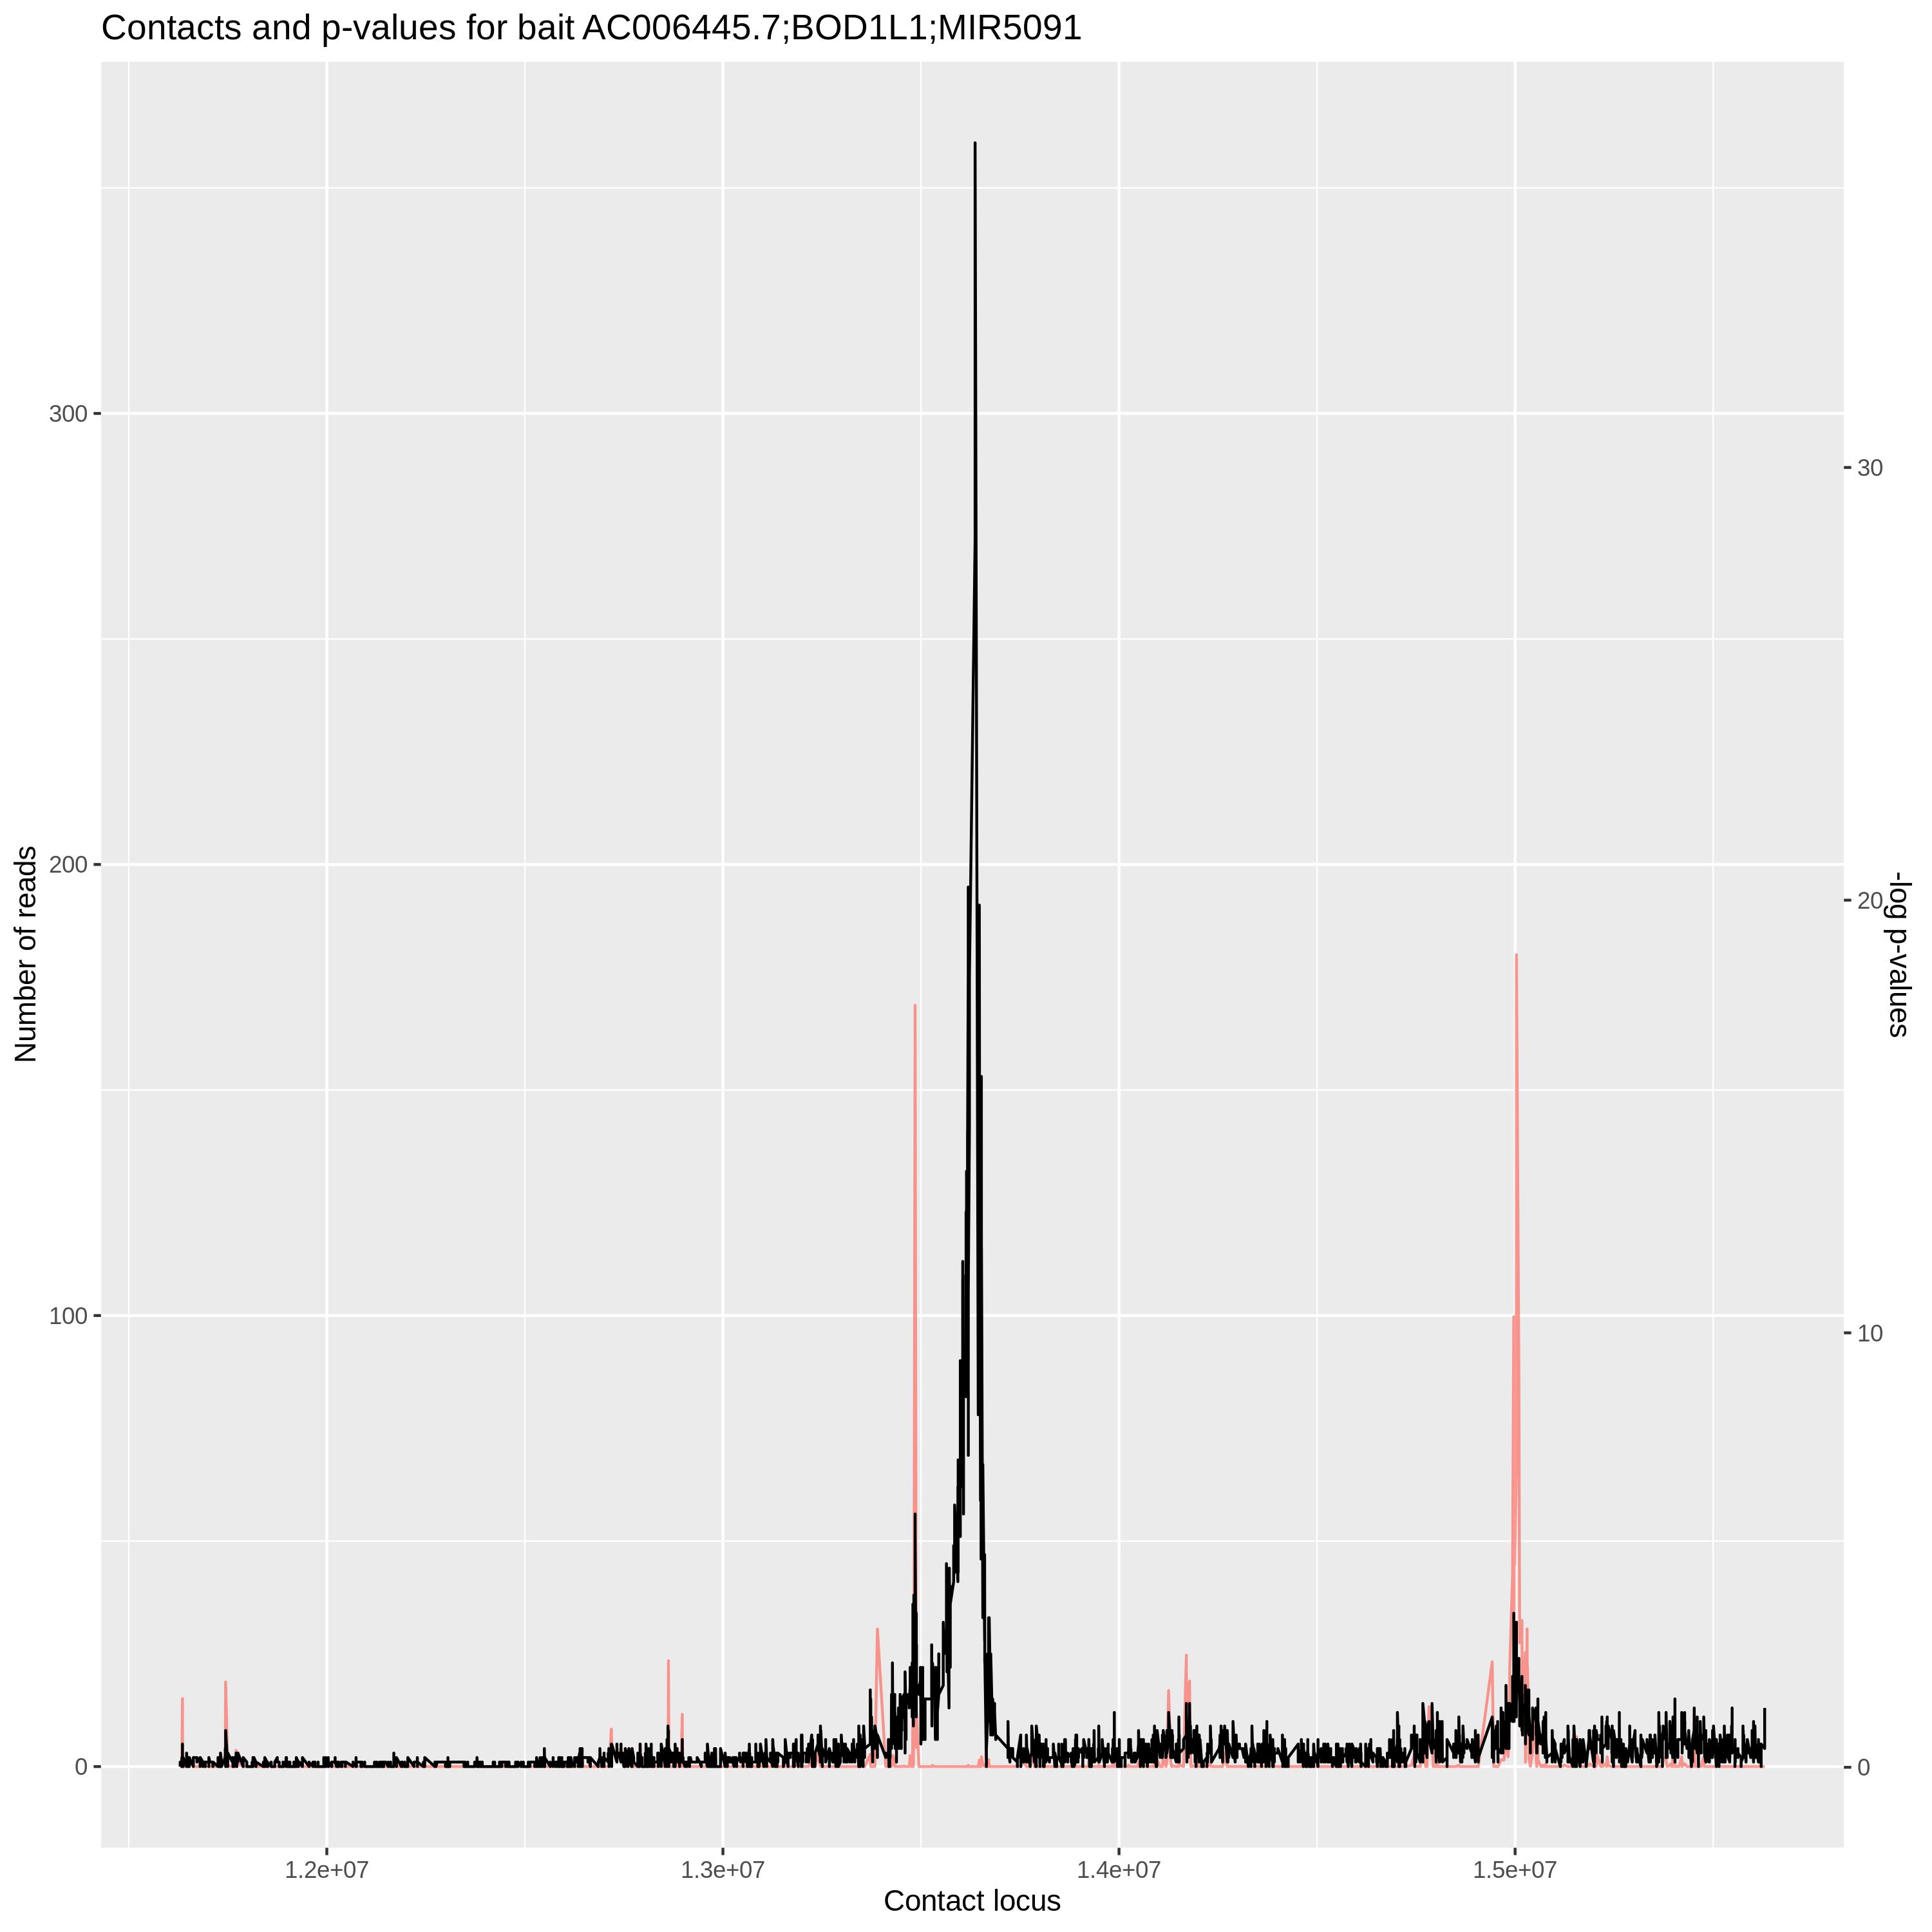 Contacts and p-values for bait AC006445.7;BOD1L1;MIR5091
Number of reads
300
200
100
0
30
20
10
0
-log p-values
1.2e+07 1.3e+07 1.4e+07 1.5e+07
Contact locus